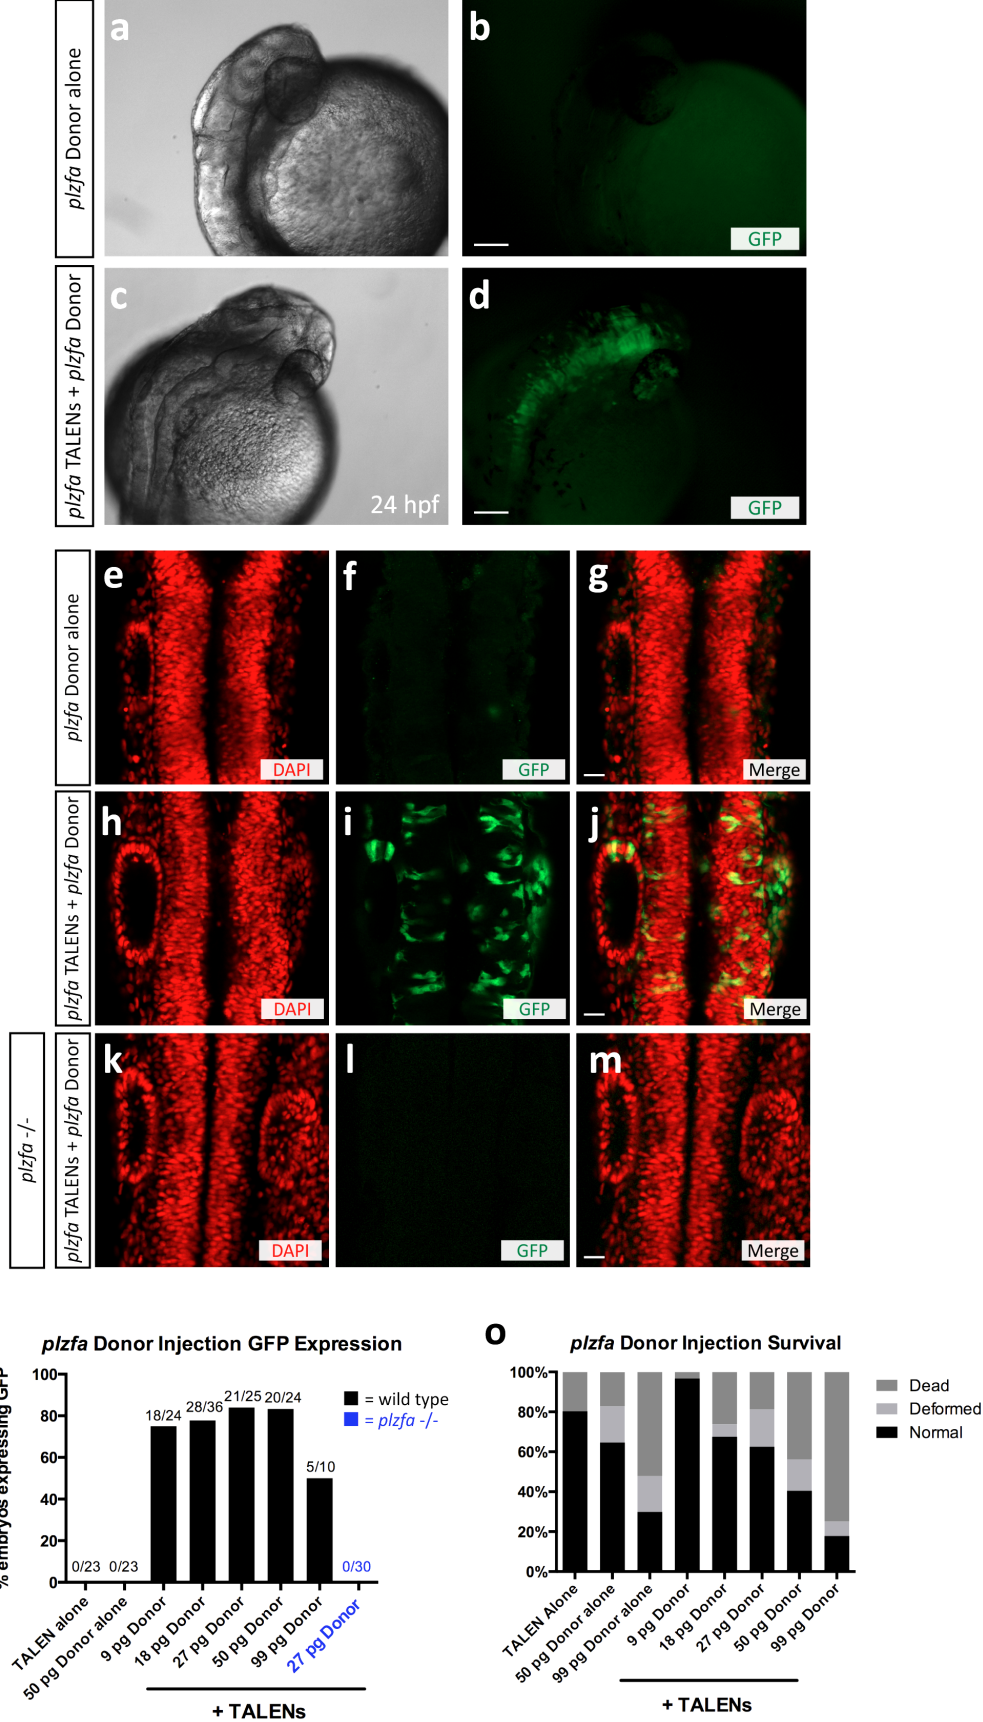 a
b
plzfa Donor alone
GFP
c
d
plzfa TALENs + plzfa Donor
24 hpf
GFP
e
f
g
plzfa Donor alone
DAPI
GFP
Merge
h
i
j
plzfa TALENs + plzfa Donor
DAPI
GFP
Merge
k
l
m
plzfa -/-
plzfa TALENs + plzfa Donor
DAPI
GFP
Merge
plzfa Donor Injection GFP Expression
% embryos expressing GFP
100
80
60
40
20
0
0/23
0/23
18/24
28/36
21/25
20/24
5/10
0/30
= wild type
= plzfa -/-
TALEN alone
50 pg Donor alone
9 pg Donor
18 pg Donor
27 pg Donor
50 pg Donor
99 pg Donor
27 pg Donor
+ TALENs
o
plzfa Donor Injection Survival
100%
80%
60%
40%
20%
0%
Dead
Deformed
Normal
TALEN Alone
50 pg Donor alone
99 pg Donor alone
9 pg Donor
18 pg Donor
27 pg Donor
50 pg Donor
99 pg Donor
+ TALENs